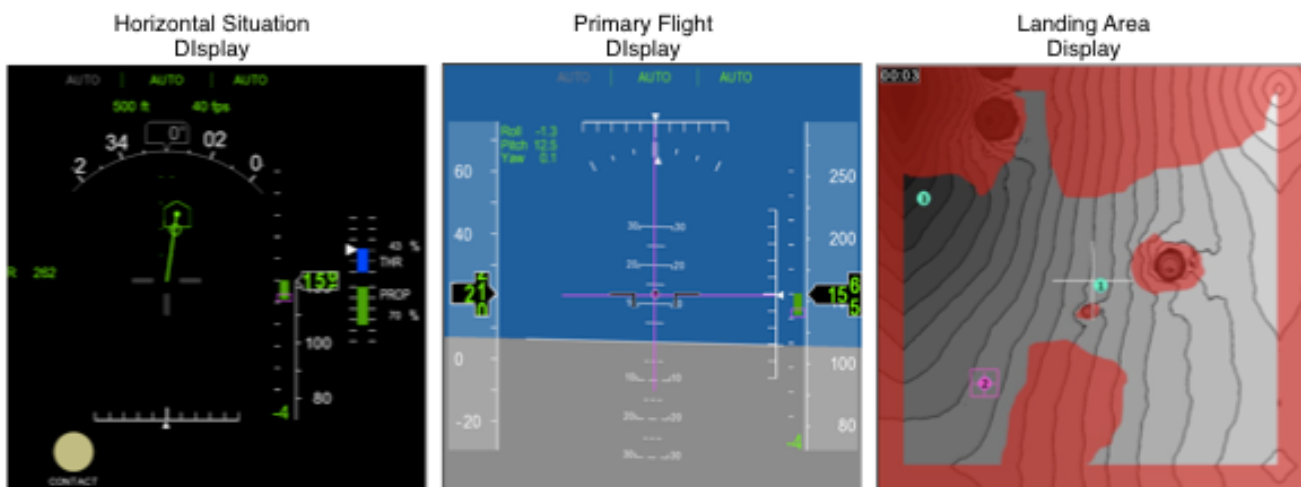 Horizontal Situation
DIsplay
Primary Flight
DIsplay
Landing Area
Display
AUTO | AUTO | AUTO
500 ft 40 fps
34 0° 02
2 0
R 262
159
100
80
-4
43 %
THR
PROP
70 %
CONTACT
AUTO | AUTO | AUTO
Roll -1.3
Pitch 12.5
Yaw 0.1
60
40
21
0
-20
30 30
20 20
10 10
10 10
20 20
30 30
250
200
15
100
80
-4
00:03
3
1
2